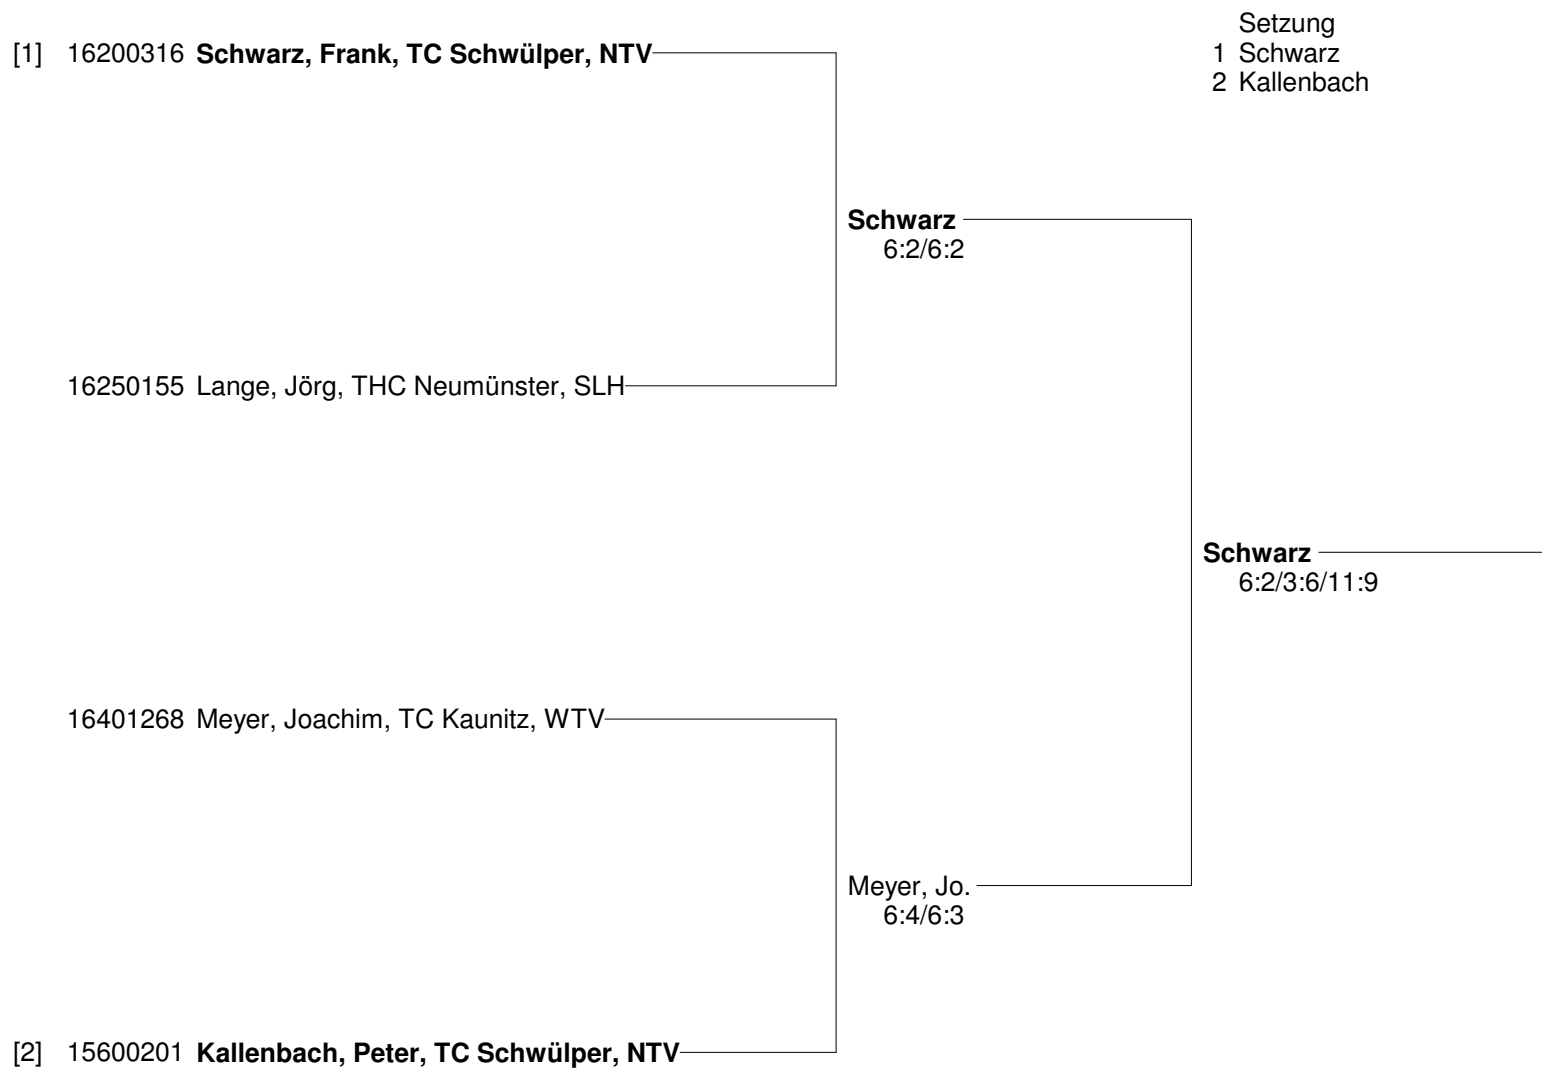 Setzung
1 Schwarz
2 Kallenbach
[1] 16200316 Schwarz, Frank, TC Schwülper, NTV
Schwarz
6:2/6:2
16250155 Lange, Jörg, THC Neumünster, SLH
Schwarz
6:2/3:6/11:9
16401268 Meyer, Joachim, TC Kaunitz, WTV
Meyer, Jo.
6:4/6:3
[2] 15600201 Kallenbach, Peter, TC Schwülper, NTV